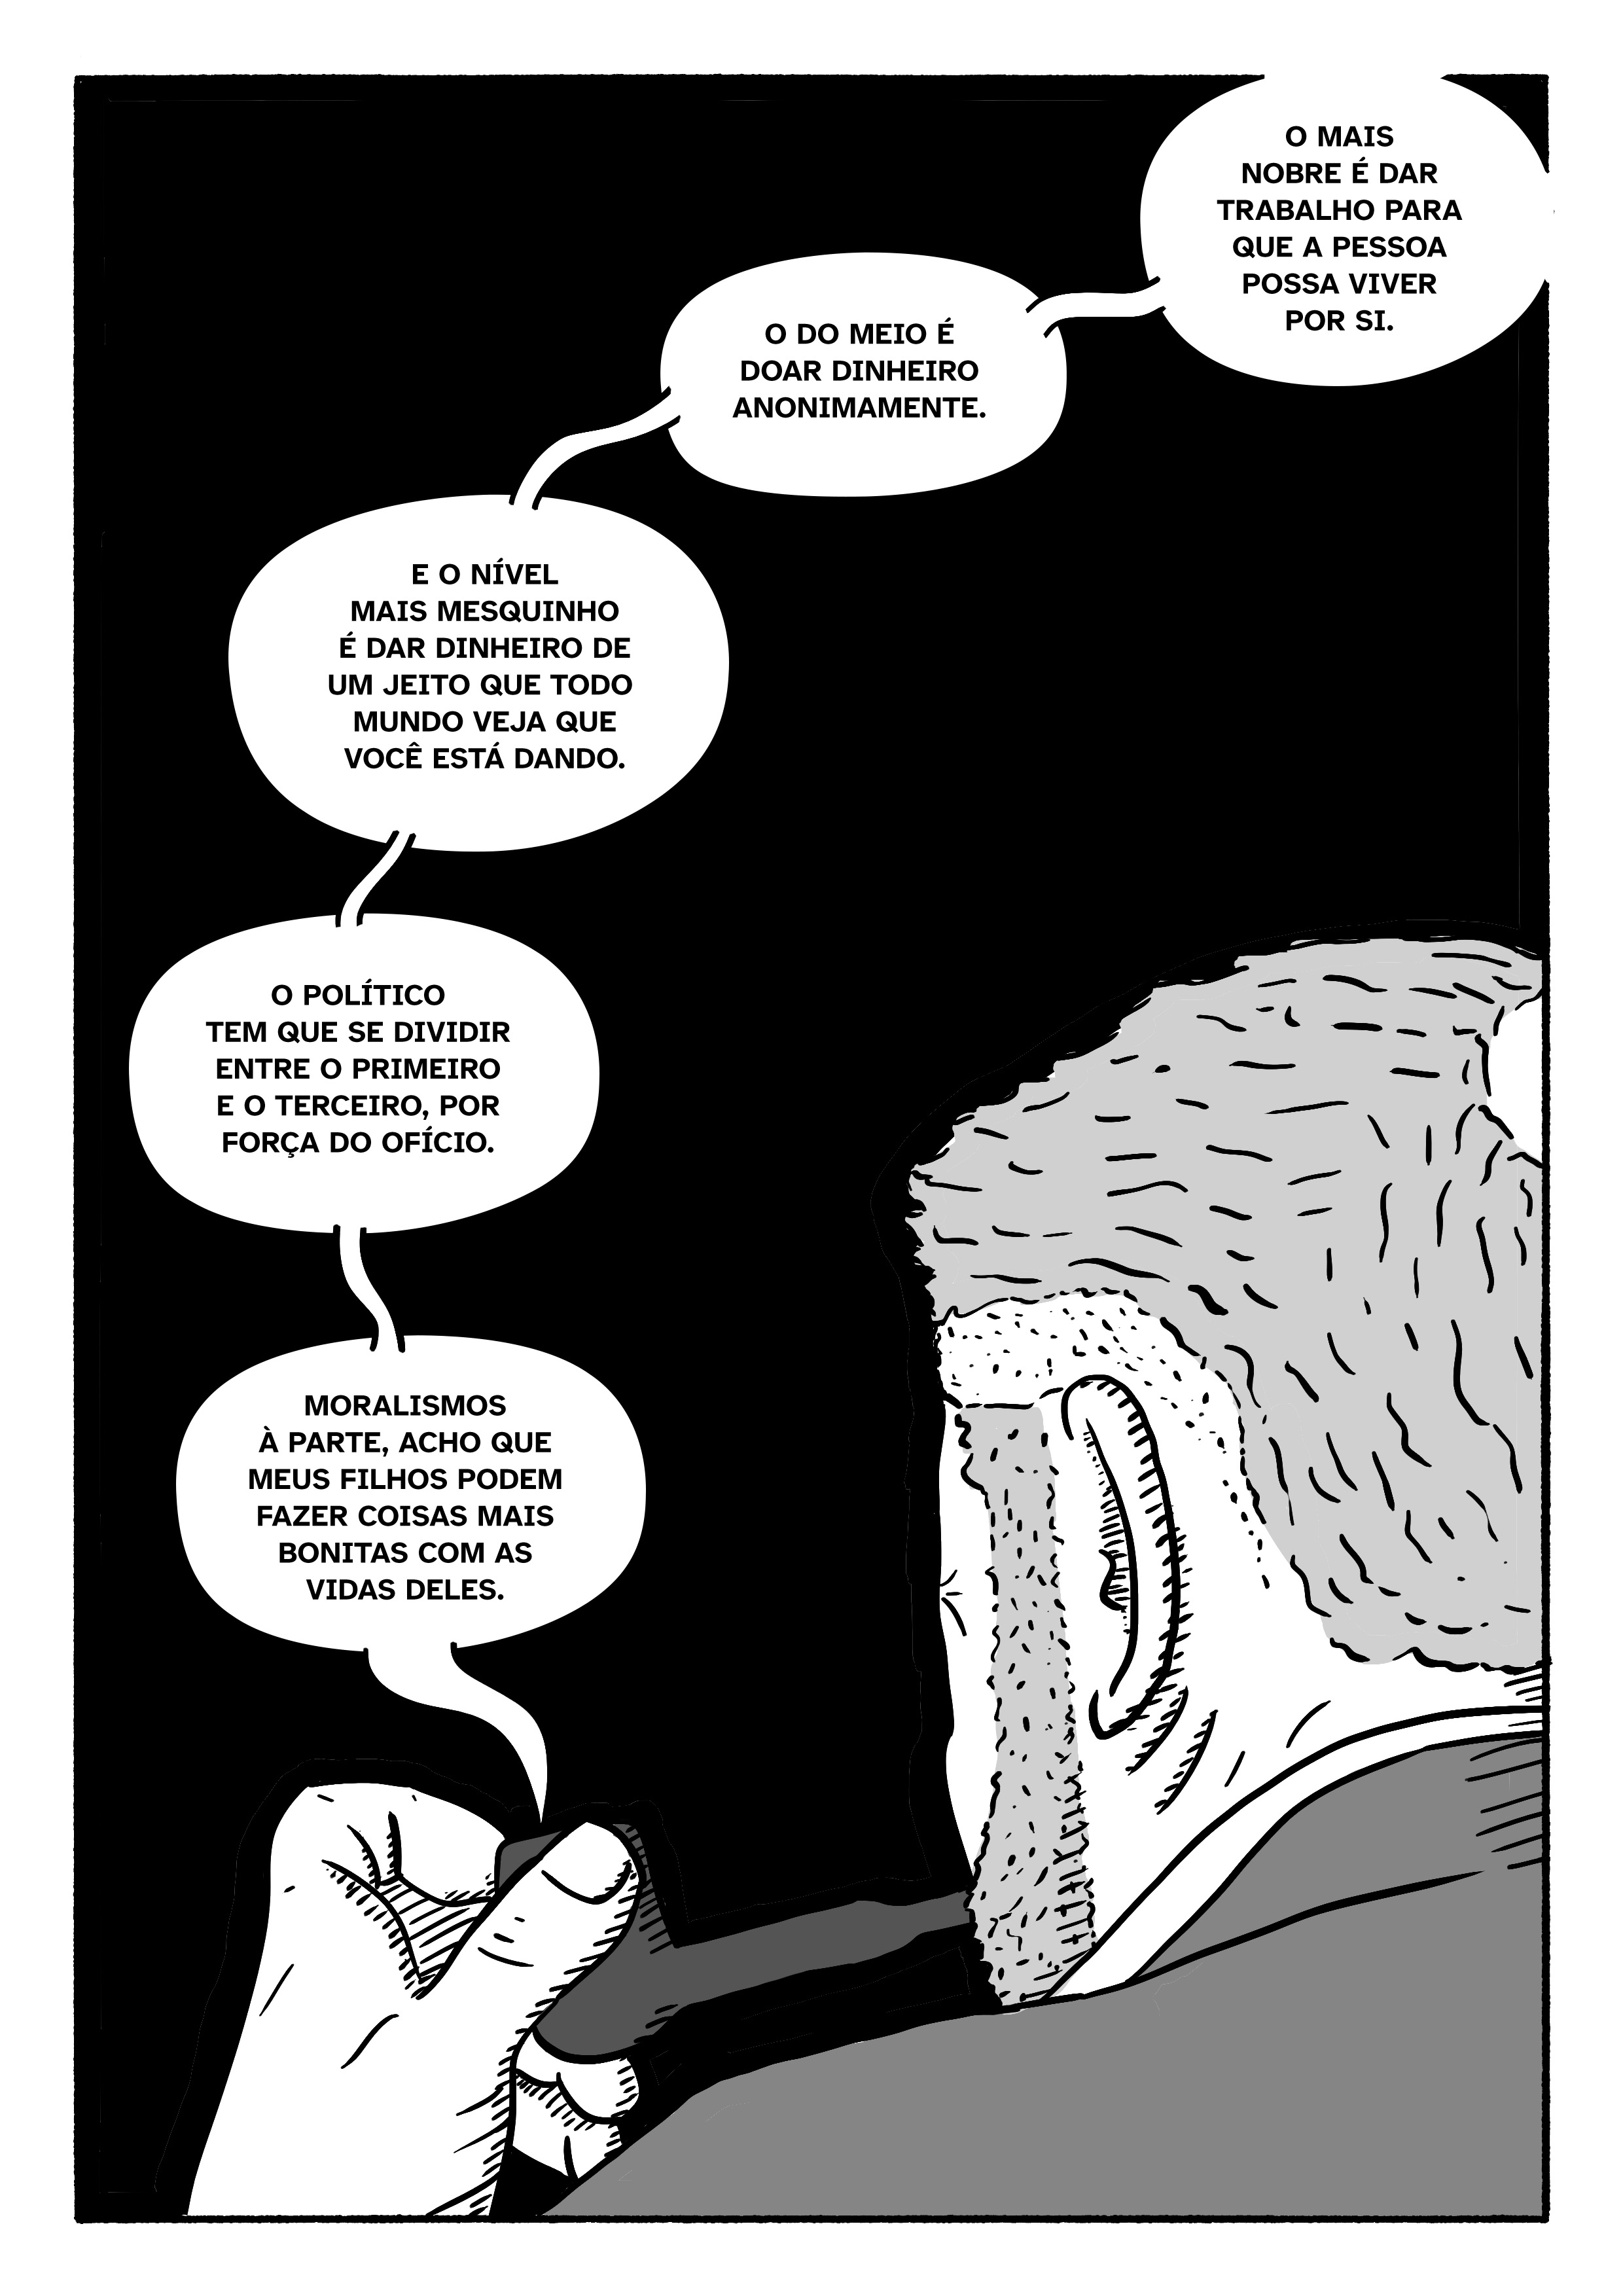 O MAIS
NOBRE É DAR
TRABALHO PARA
QUE A PESSOA
POSSA VIVER
POR SI.
O DO MEIO É
DOAR DINHEIRO
ANONIMAMENTE.
E O NÍVEL
MAIS MESQUINHO
É DAR DINHEIRO DE
UM JEITO QUE TODO
MUNDO VEJA QUE
VOCÊ ESTÁ DANDO.
O POLÍTICO
TEM QUE SE DIVIDIR
ENTRE O PRIMEIRO
E O TERCEIRO, POR
FORÇA DO OFÍCIO.
MORALISMOS
À PARTE, ACHO QUE
MEUS FILHOS PODEM
FAZER COISAS MAIS
BONITAS COM AS
VIDAS DELES.